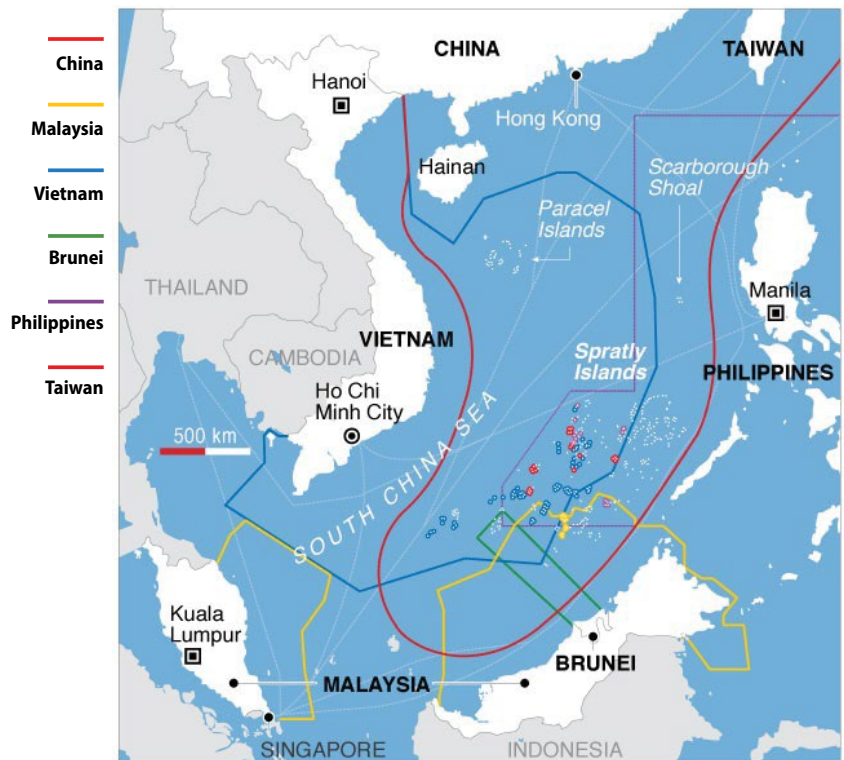 China
Malaysia
Vietnam
Brunei
Philippines
Taiwan
CHINA
TAIWAN
Hanoi
Hong Kong
Hainan
Scarborough
Shoal
Paracel
Islands
THAILAND
Manila
VIETNAM
CAMBODIA
Spratly
Islands
PHILIPPINES
Ho Chi
Minh City
500 km
SOUTH CHINA SEA
Kuala
Lumpur
MALAYSIA
BRUNEI
SINGAPORE
INDONESIA